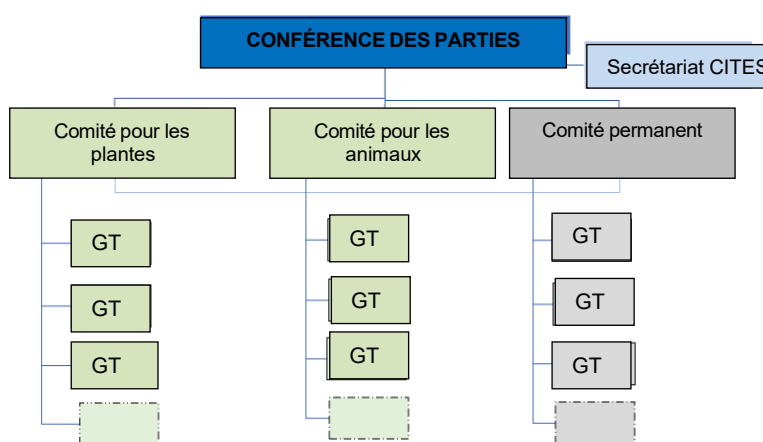 CONFÉRENCE DES PARTIES
Secrétariat CITES
Comité pour les
plantes
Comité pour les
animaux
Comité permanent
GT
GT
GT
GT
GT
GT
GT
GT
GT